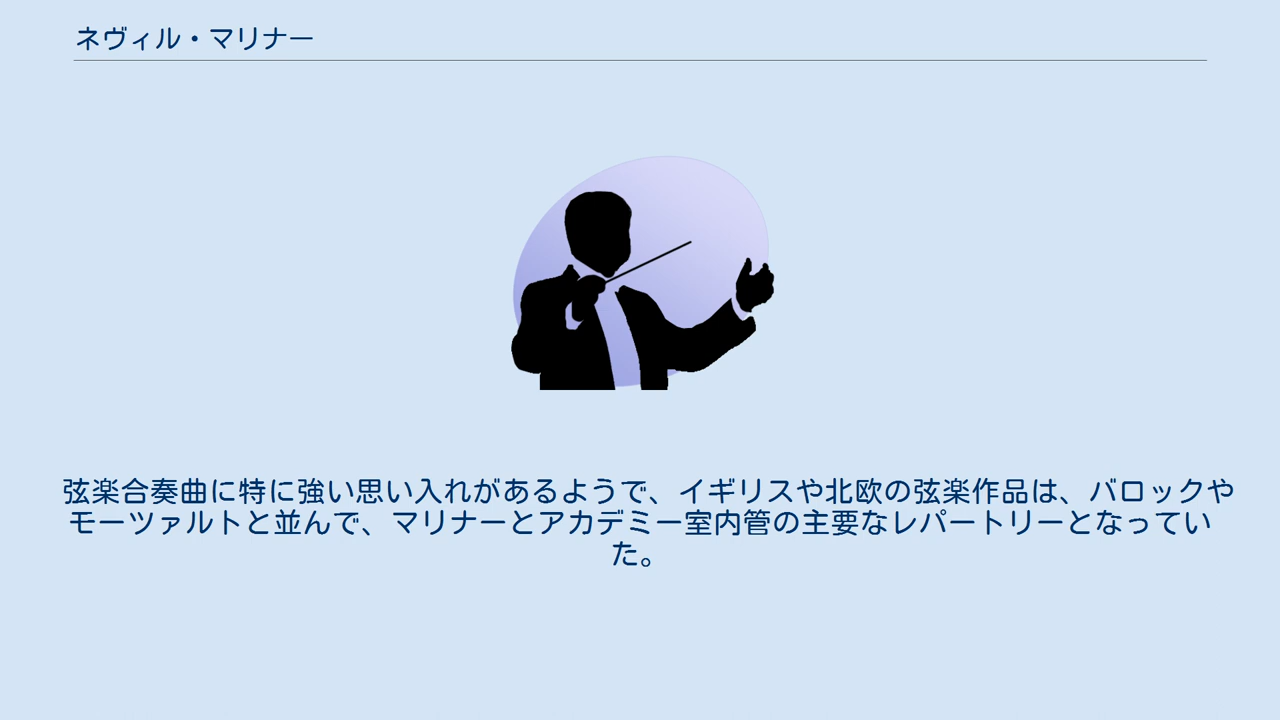 ネヴィル・マリナー
弦楽合奏曲に特に強い思い入れがあるようで、イギリスや北欧の弦楽作品は、バロックや
モーツァルトと並んで、マリナーとアカデミー室内管の主要なレパートリーとなってい
た。